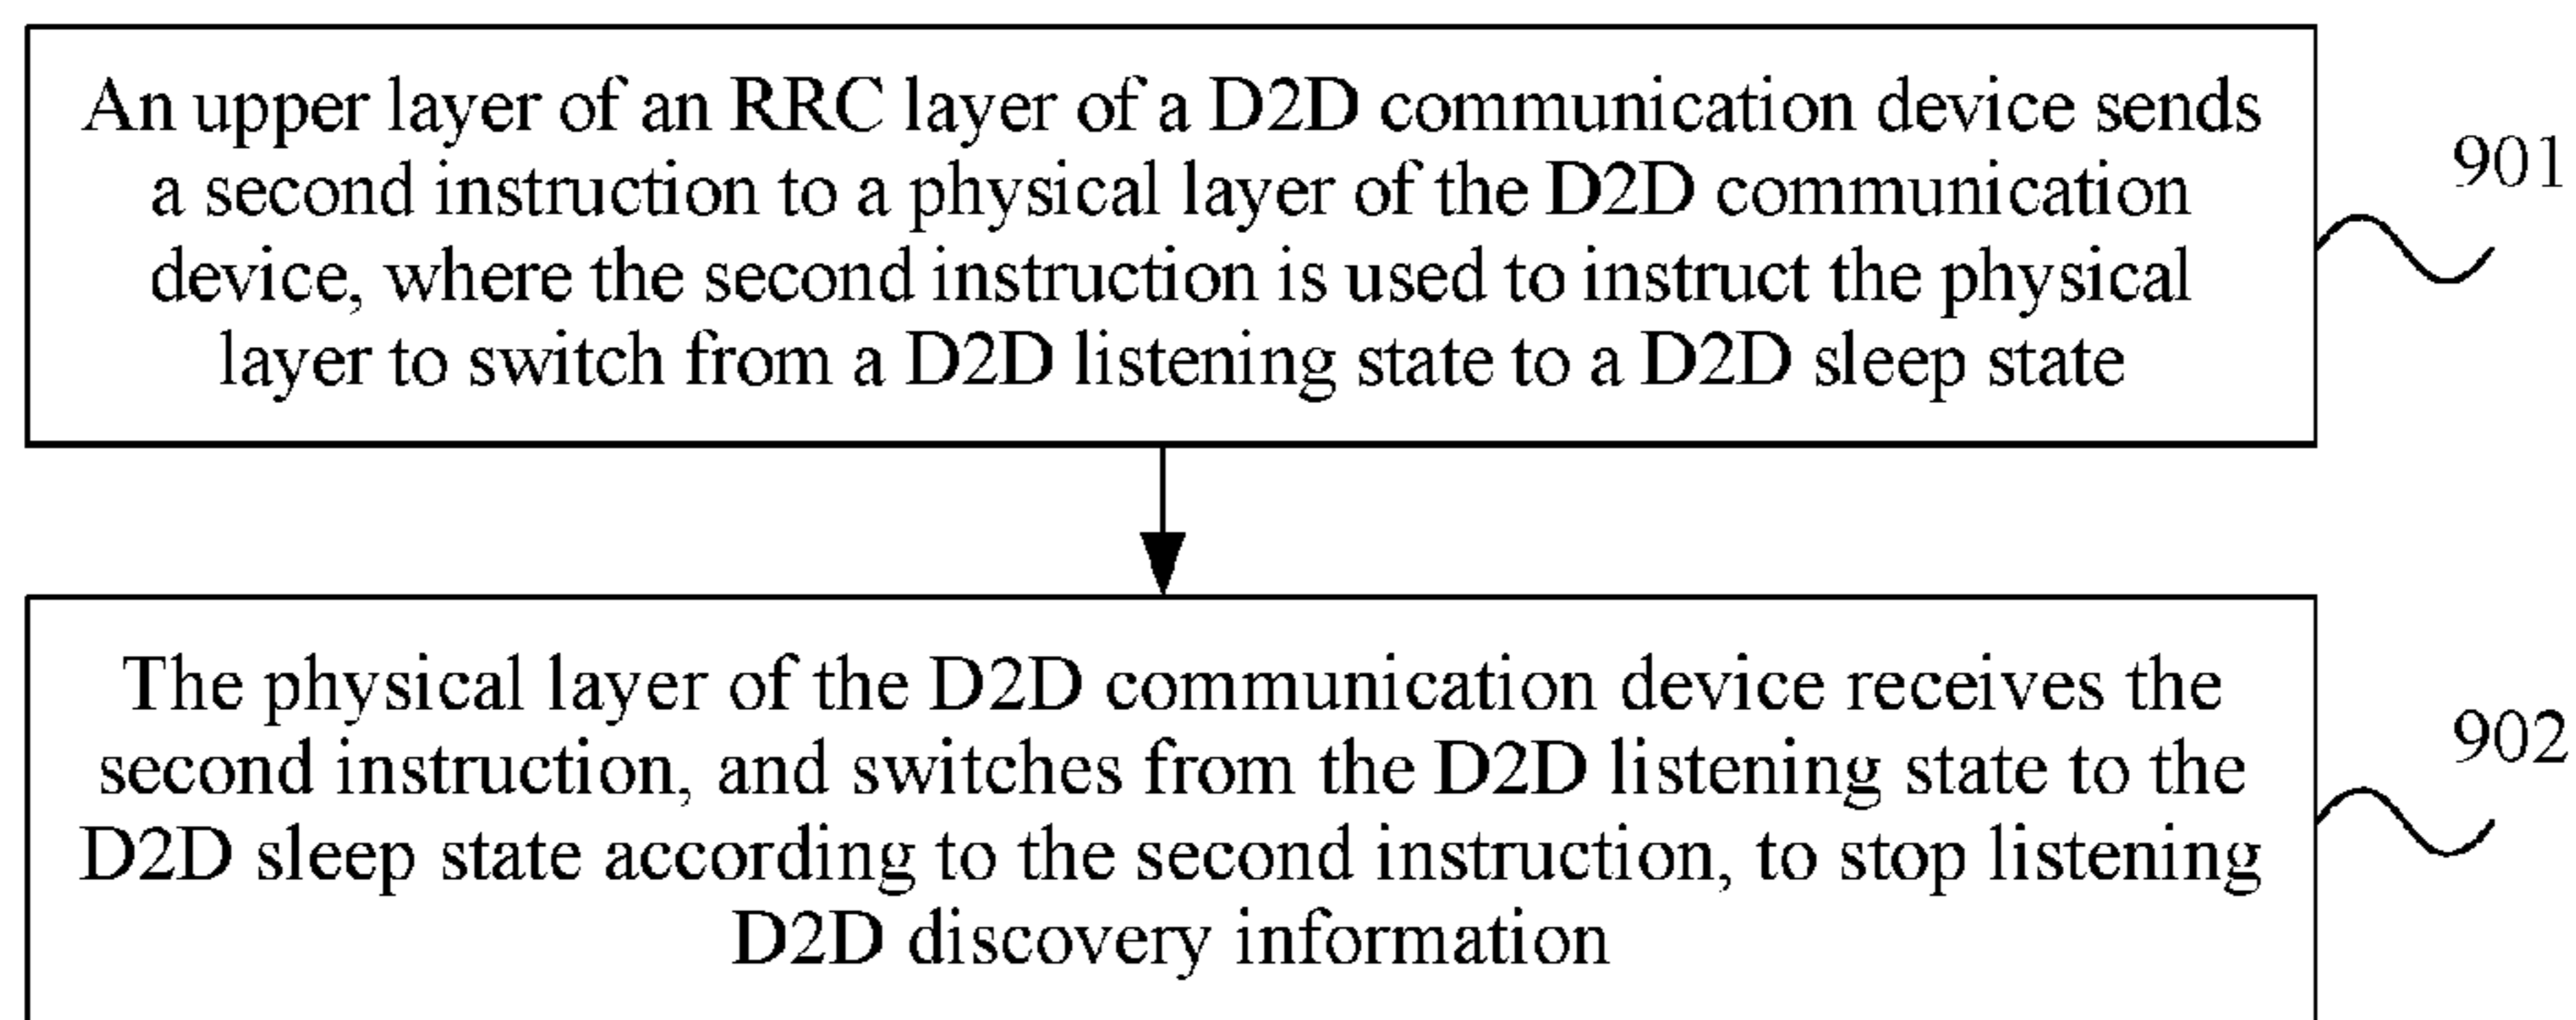 An upper layer of an RRC layer of a D2D communication device sends
a second instruction to a physical layer of the D2D communication
device, where the second instruction is used to instruct the physical
layer to switch from a D2D listening state to a D2D sleep state
901
The physical layer of the D2D communication device receives the
second instruction, and switches from the D2D listening state to the
D2D sleep state according to the second instruction, to stop listening
D2D discovery information
902